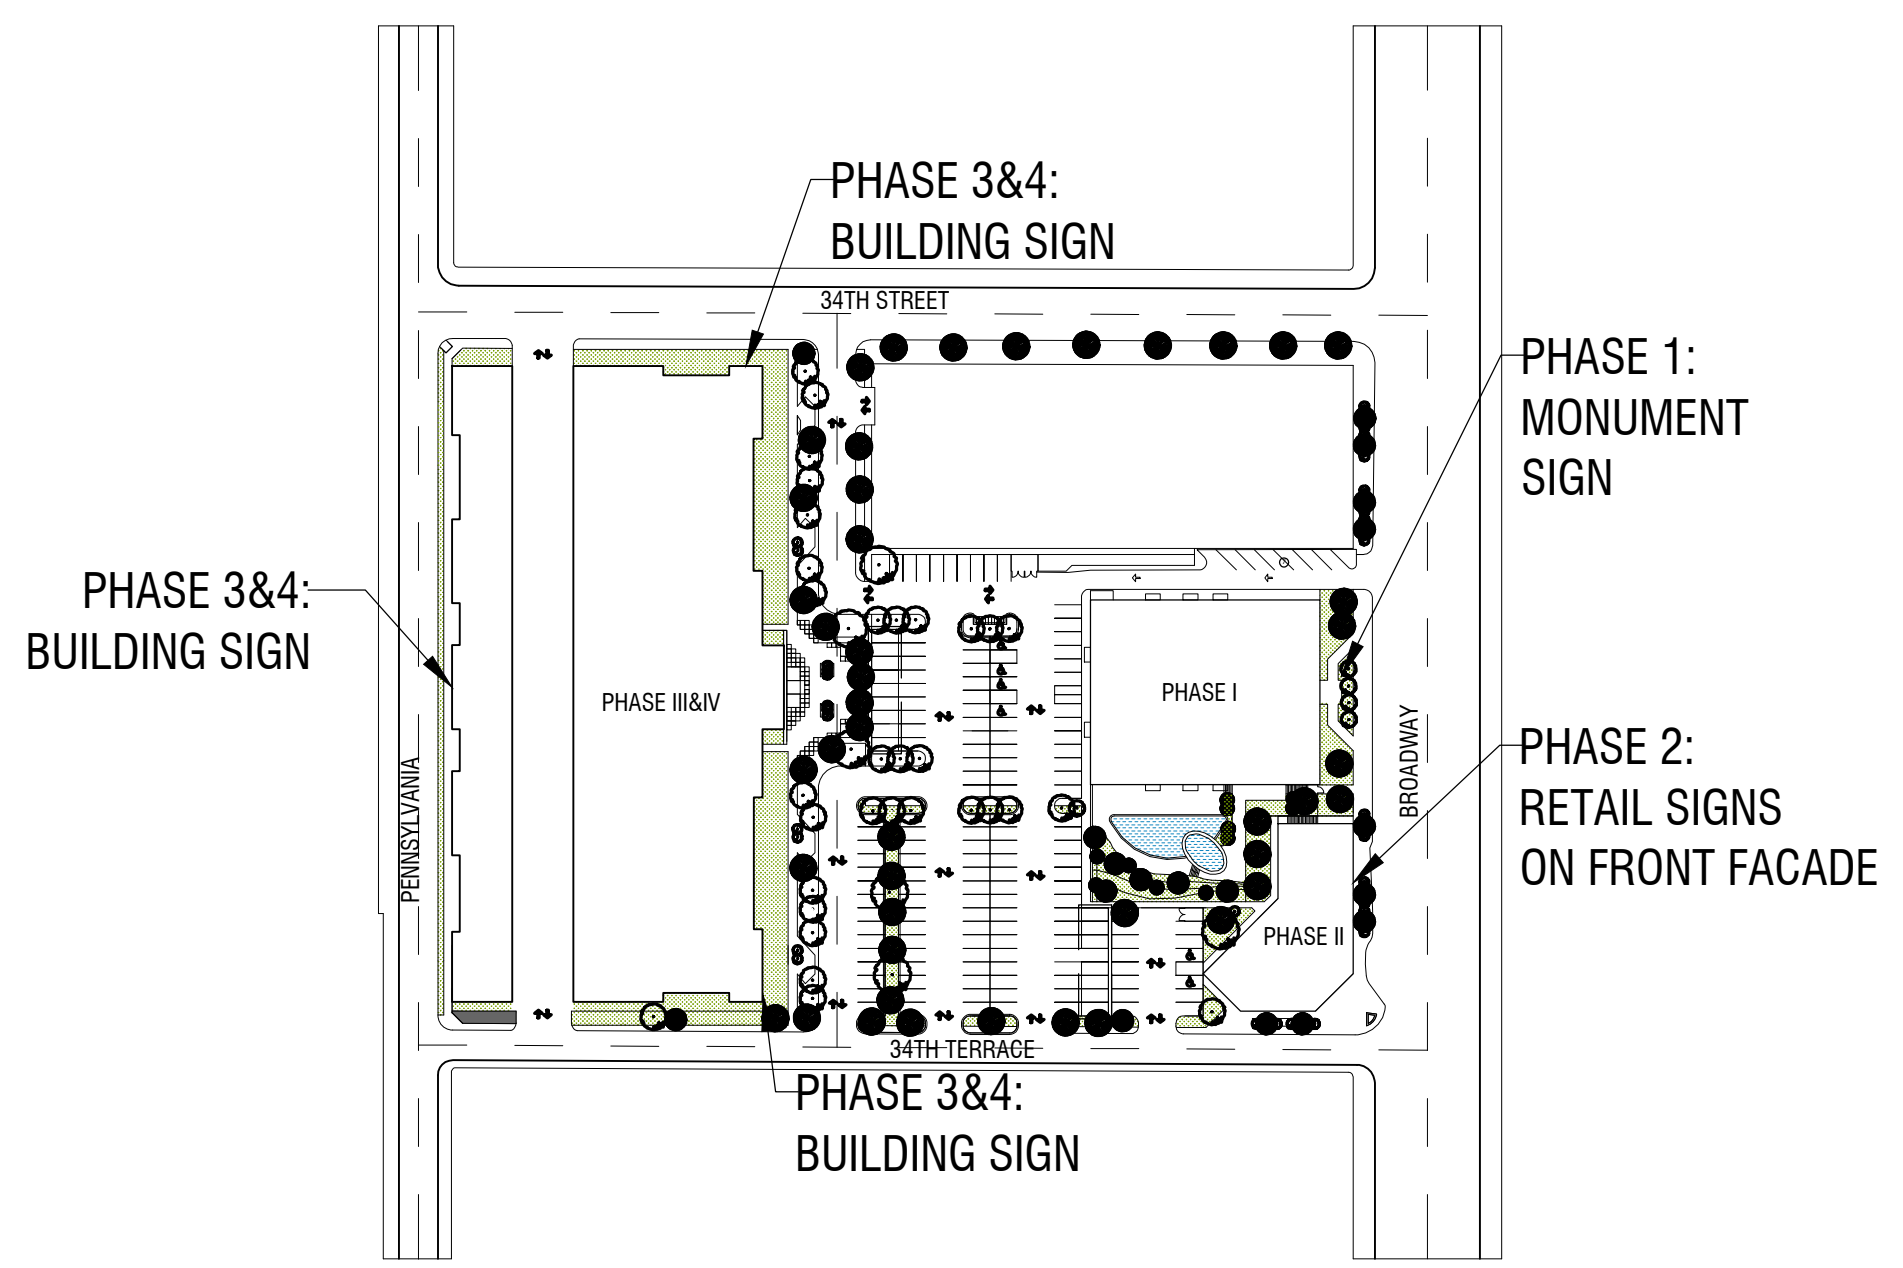 PHASE 3&4:
BUILDING SIGN
34TH STREET
PHASE 1:
MONUMENT
SIGN
PHASE 3&4:
BUILDING SIGN
PHASE III&IV
PHASE I
PENNSYLVANIA
BROADWAY
PHASE 2:
RETAIL SIGNS
ON FRONT FACADE
PHASE II
34TH TERRACE
PHASE 3&4:
BUILDING SIGN